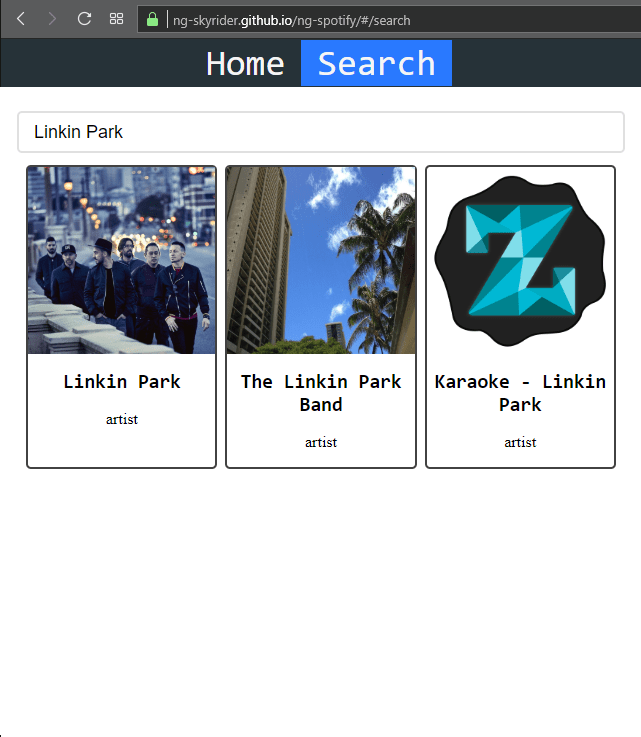 ng-skyrider.github.io/ng-spotify/#/search
Home Search
Linkin Park
Linkin Park
artist
The Linkin Park
Band
artist
Z
Karaoke - Linkin
Park
artist